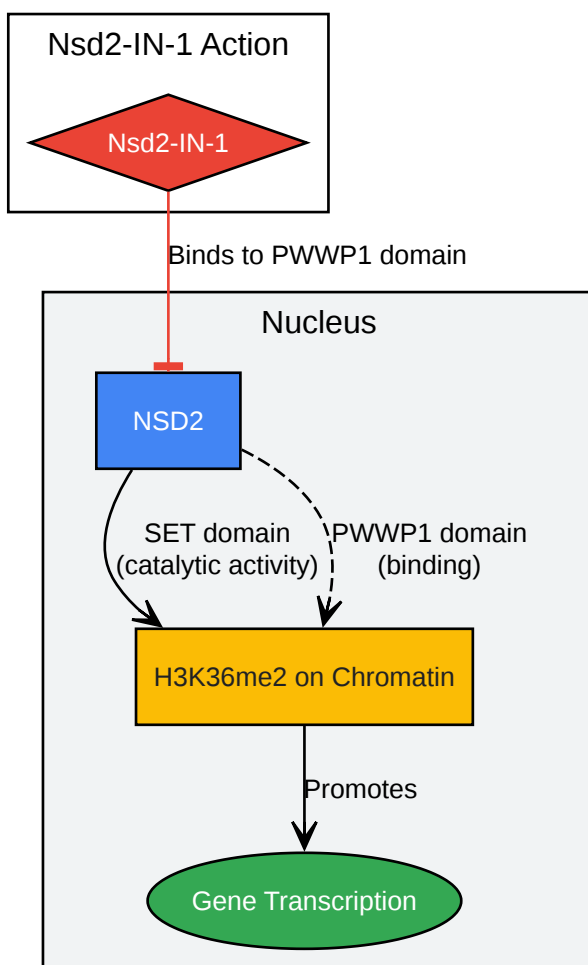 Nsd2-IN-1 Action
Nsd2-IN-1
Binds to PWWP1 domain
Nucleus
NSD2
SET domain
(catalytic activity)
PWWP1 domain
(binding)
H3K36me2 on Chromatin
Promotes
Gene Transcription